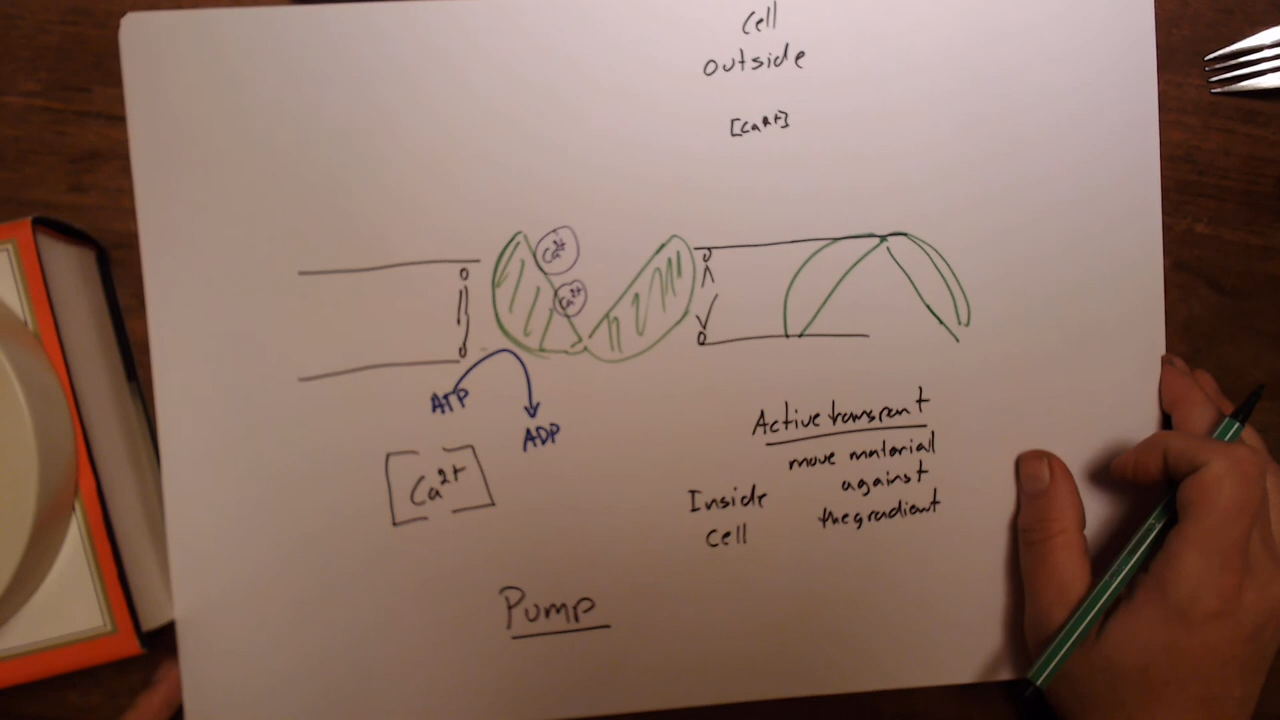 Cell
outside
[Ca2+]
Ca2+
Ca2+
ATP
ADP
[Ca2+]
Active transport
move material
against
the gradient
Inside
Cell
Pump